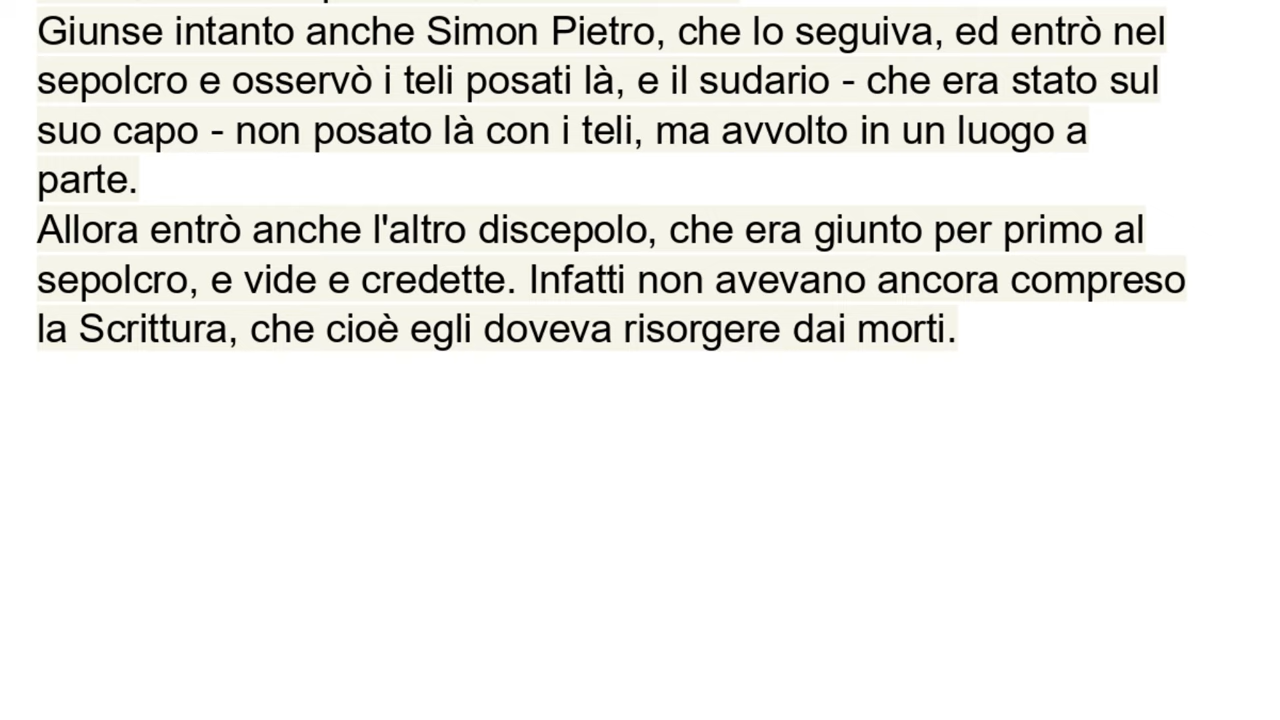 Giunse intanto anche Simon Pietro, che lo seguiva, ed entrò nel
sepolcro e osservò i teli posati là, e il sudario - che era stato sul
suo capo - non posato là con i teli, ma avvolto in un luogo a
parte.
Allora entrò anche l'altro discepolo, che era giunto per primo al
sepolcro, e vide e credette. Infatti non avevano ancora compreso
la Scrittura, che cioè egli doveva risorgere dai morti.